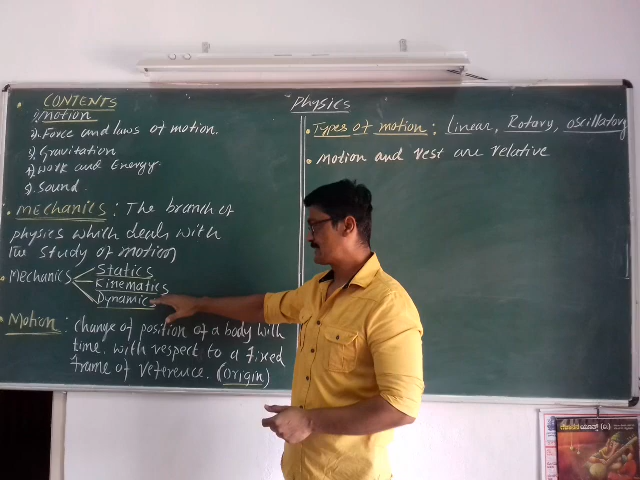 Physics
CONTENTS
1) Motion
2). Force and laws of motion.
3). Gravitation
4). Work and Energy.
5). Sound.
• MECHANICS : The branch of
physics which deals with
The study of motion
• Mechanics
Statics
Kinematics
Dynamic
• Motion : change of position of a body with
time. with respect to a fixed
frame of reference. (origin)
• Types of motion : Linear, Rotary, oscillatory
• Motion and rest are relative